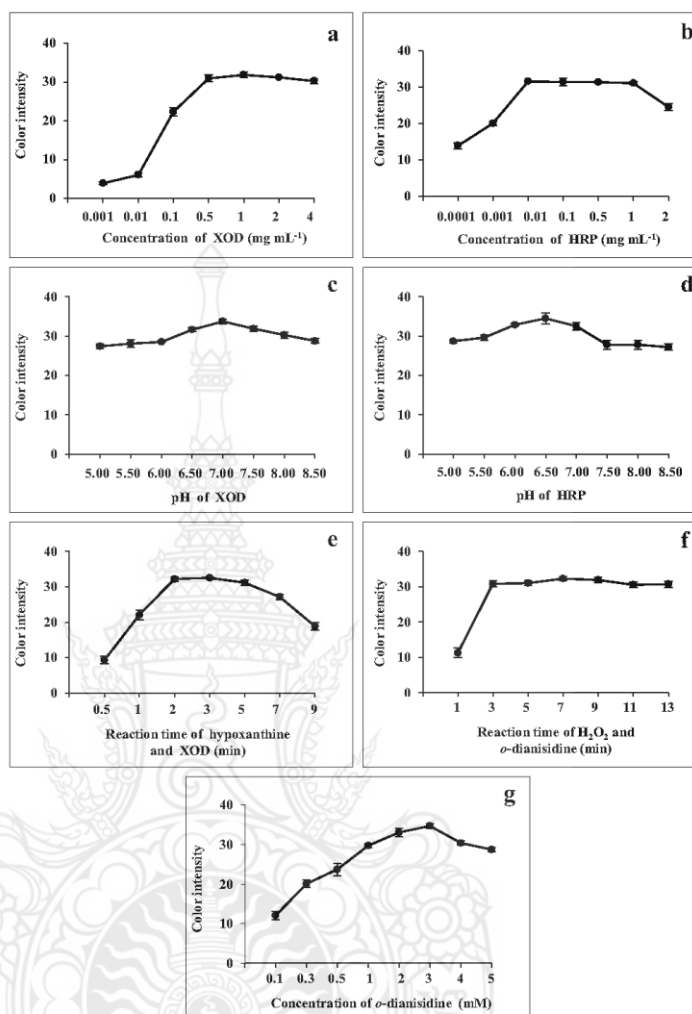 a
Color intensity
40
30
20
10
0
0.001 0.01 0.1 0.5 1 2 4
Concentration of XOD (mg mL⁻¹)
b
Color intensity
40
30
20
10
0
0.0001 0.001 0.01 0.1 0.5 1 2
Concentration of HRP (mg mL⁻¹)
c
Color intensity
40
30
20
10
0
5.00 5.50 6.00 6.50 7.00 7.50 8.00 8.50
pH of XOD
d
Color intensity
40
30
20
10
0
5.00 5.50 6.00 6.50 7.00 7.50 8.00 8.50
pH of HRP
e
Color intensity
40
30
20
10
0
0.5 1 2 3 5 7 9
Reaction time of hypoxanthine
and XOD (min)
f
Color intensity
40
30
20
10
0
1 3 5 7 9 11 13
Reaction time of H₂O₂ and
o-dianisidine (min)
g
Color intensity
40
30
20
10
0
0.1 0.3 0.5 1 2 3 4 5
Concentration of o-dianisidine (mM)